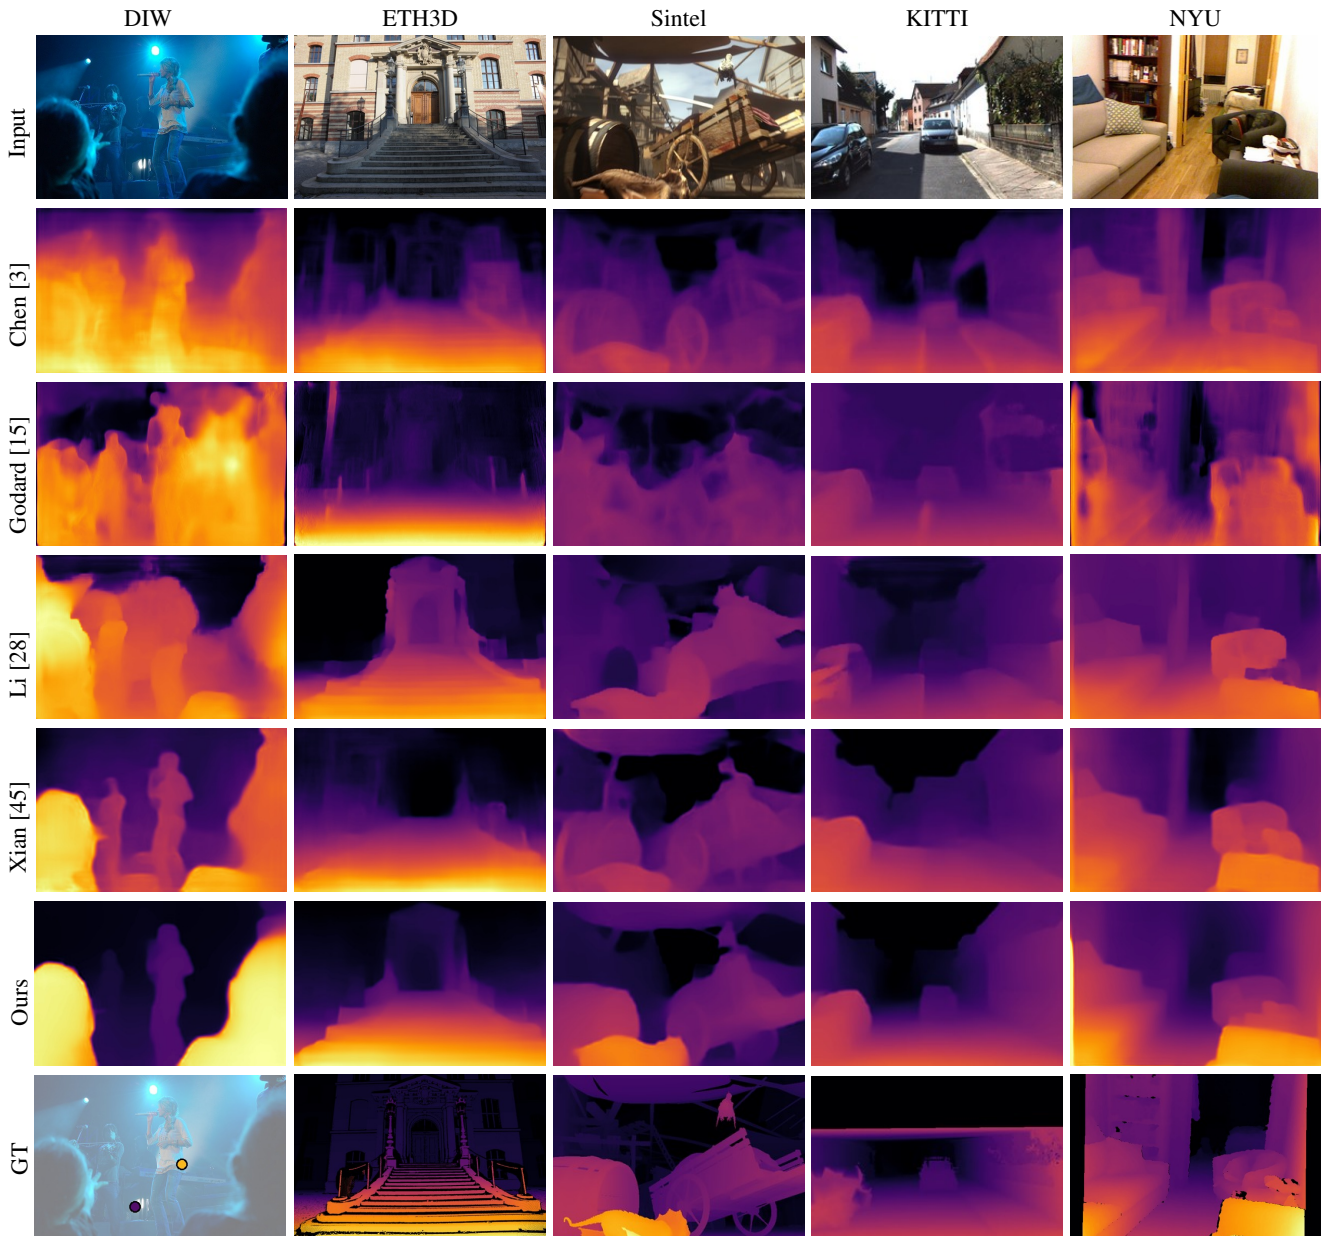 DIW ETH3D Sintel KITTI NYU
Input
Chen [3]
Godard [15]
Li [28]
Xian [45]
Ours
GT